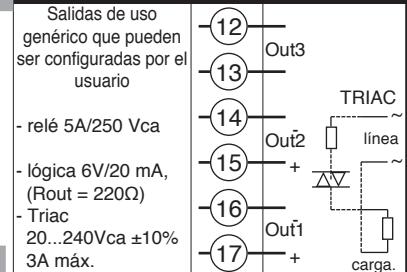 Salidas de uso
genérico que pueden
ser configuradas por el
usuario
- relé 5A/250 Vca
- lógica 6V/20 mA,
(Rout = 220Ω)
- Triac
20...240Vca ±10%
3A máx.
12
Out3
13
14
-
Out2
15
+
16
-
Out1
17
+
TRIAC
~
línea
~
carga.